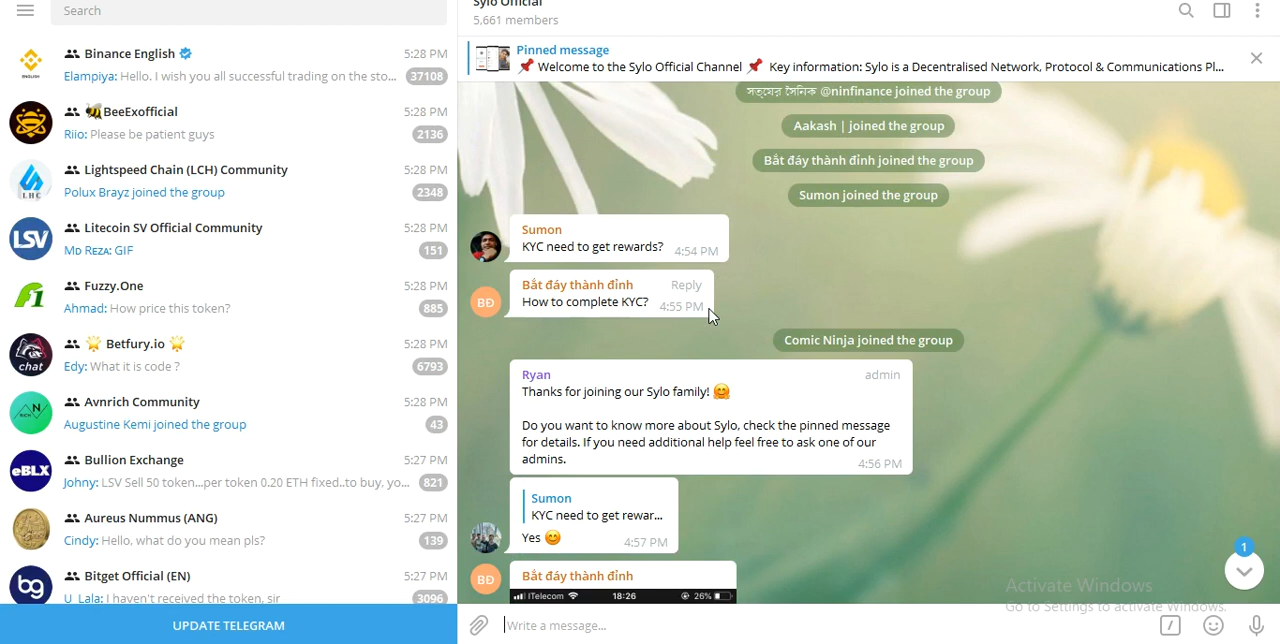 Search
Binance English 5:28 PM
Elampiya: Hello. I wish you all successful trading on the sto... 37108
ENGLISH
🐝BeeExofficial 5:28 PM
Riio: Please be patient guys 2136
Lightspeed Chain (LCH) Community 5:28 PM
Polux Brayz joined the group 2348
LHC
Litecoin SV Official Community 5:28 PM
MD REZA: GIF 151
LSV
Fuzzy.One 5:28 PM
Ahmad: How price this token? 885
🌟 Betfury.io 🌟 5:28 PM
Edy: What it is code ? 6793
chat
Avnrich Community 5:28 PM
Augustine Kemi joined the group 43
Bullion Exchange 5:27 PM
Johny: LSV Sell 50 token...per token 0.20 ETH fixed..to buy, yo... 821
eBLX
Aureus Nummus (ANG) 5:27 PM
Cindy: Hello, what do you mean pls? 139
Bitget Official (EN) 5:27 PM
U_Lala: I haven't received the token, sir 3096
bg
UPDATE TELEGRAM
Sylo Official
5,661 members
Pinned message
📌 Welcome to the Sylo Official Channel 📌 Key information: Sylo is a Decentralised Network, Protocol & Communications Pl...
সত্যের সৈনিক @ninfinance joined the group
Aakash | joined the group
Bắt đáy thành đỉnh joined the group
Sumon joined the group
Sumon
KYC need to get rewards? 4:54 PM
Bắt đáy thành đỉnh Reply
BĐ
How to complete KYC? 4:55 PM
Comic Ninja joined the group
Ryan admin
Thanks for joining our Sylo family! 🤗
Do you want to know more about Sylo, check the pinned message
for details. If you need additional help feel free to ask one of our
admins. 4:56 PM
Sumon
KYC need to get rewar...
Yes 😊 4:57 PM
Bắt đáy thành đỉnh
BĐ
ITelecom 18:26 26%
1
Activate Windows
Go to Settings to activate Windows.
Write a message...